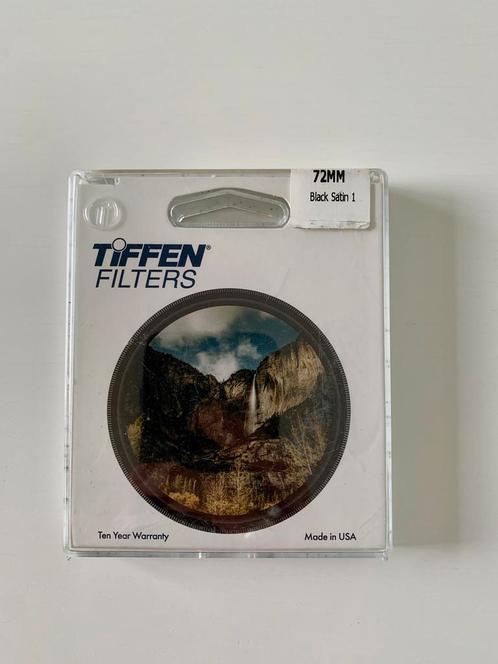 72MM
Black Satin 1
TIFFEN®
FILTERS
Ten Year Warranty
Made in USA